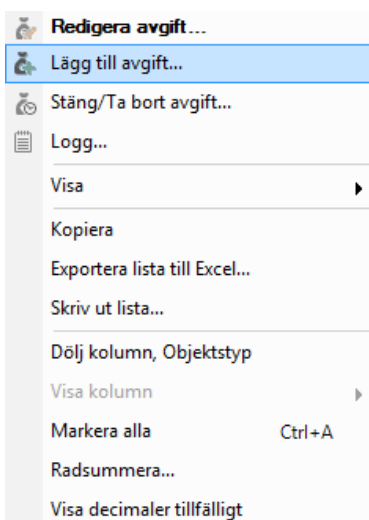 Redigera avgift...
Lägg till avgift...
Stäng/Ta bort avgift...
Logg...
Visa
Kopiera
Exportera lista till Excel...
Skriv ut lista...
Dölj kolumn, Objektstyp
Visa kolumn
Markera alla Ctrl+A
Radsummera...
Visa decimaler tillfälligt